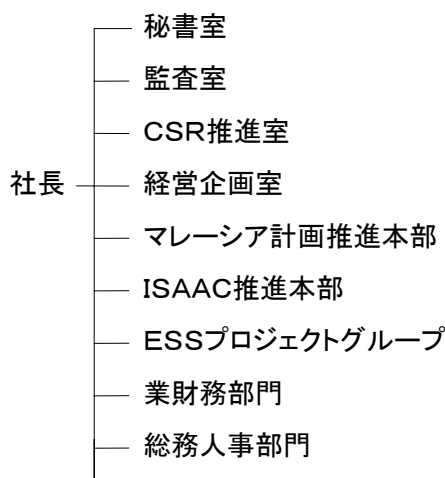 秘書室
監査室
CSR推進室
社長
経営企画室
マレーシア計画推進本部
ISAAC推進本部
ESSプロジェクトグループ
業財務部門
総務人事部門